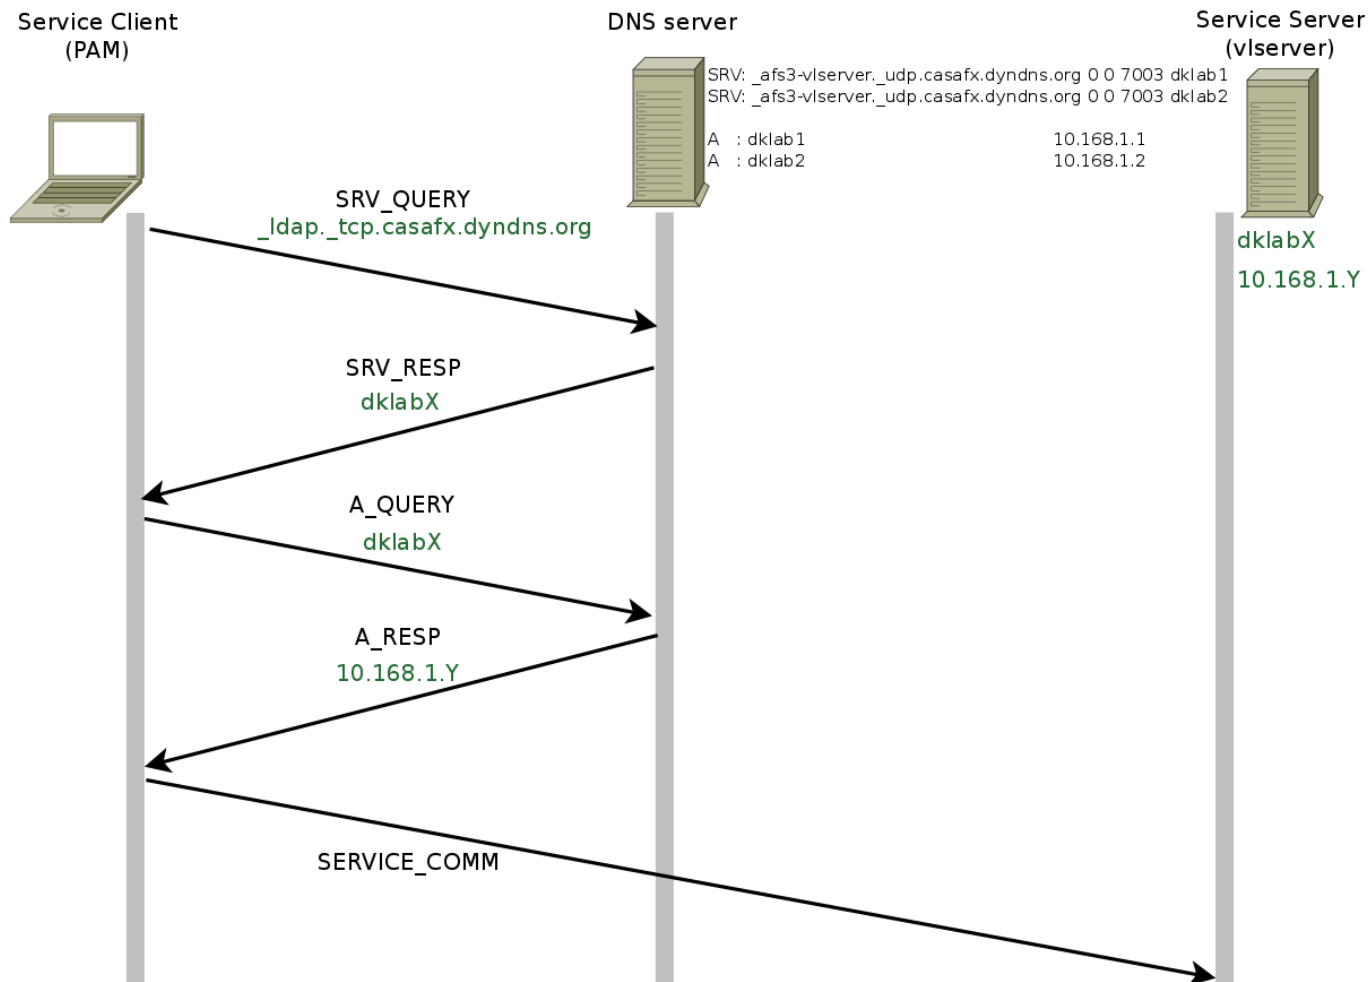 Service Client
(PAM)
DNS server
Service Server
(vlserver)
SRV: _afs3-vlserver._udp.casafx.dyndns.org 0 0 7003 dklab1
SRV: _afs3-vlserver._udp.casafx.dyndns.org 0 0 7003 dklab2
A : dklab1 10.168.1.1
A : dklab2 10.168.1.2
SRV_QUERY
_ldap._tcp.casafx.dyndns.org
dklabX
10.168.1.Y
SRV_RESP
dklabX
A_QUERY
dklabX
A_RESP
10.168.1.Y
SERVICE_COMM